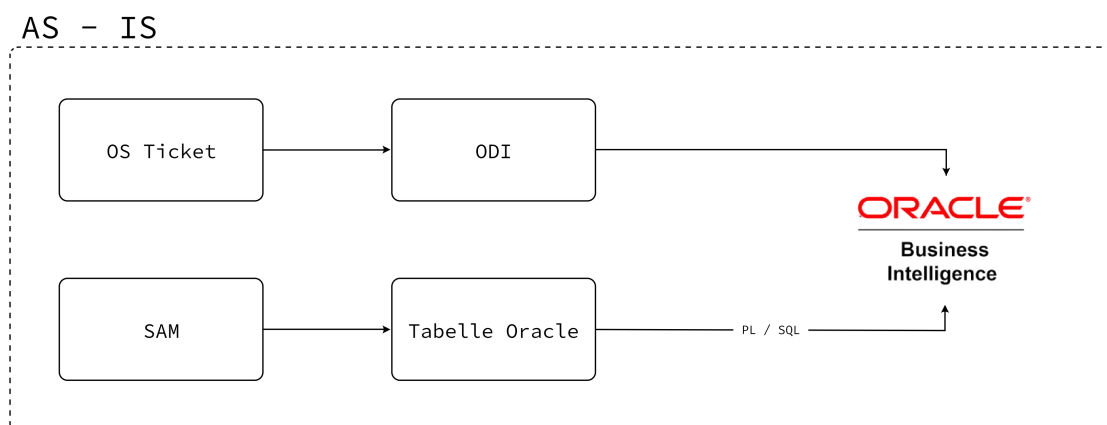 AS - IS
OS Ticket
ODI
ORACLE®
Business
Intelligence
SAM
Tabelle Oracle
PL / SQL